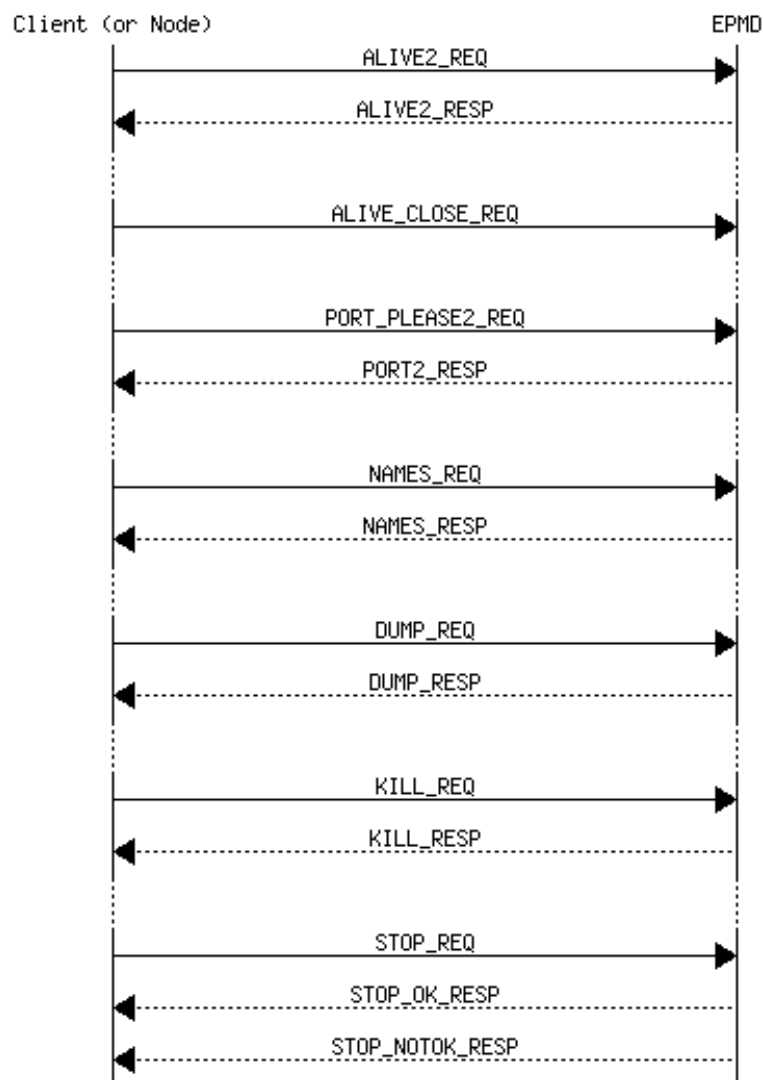 Client (or Node) EPMD
ALIVE2_REQ
ALIVE2_RESP
ALIVE_CLOSE_REQ
PORT_PLEASE2_REQ
PORT2_RESP
NAMES_REQ
NAMES_RESP
DUMP_REQ
DUMP_RESP
KILL_REQ
KILL_RESP
STOP_REQ
STOP_OK_RESP
STOP_NOTOK_RESP